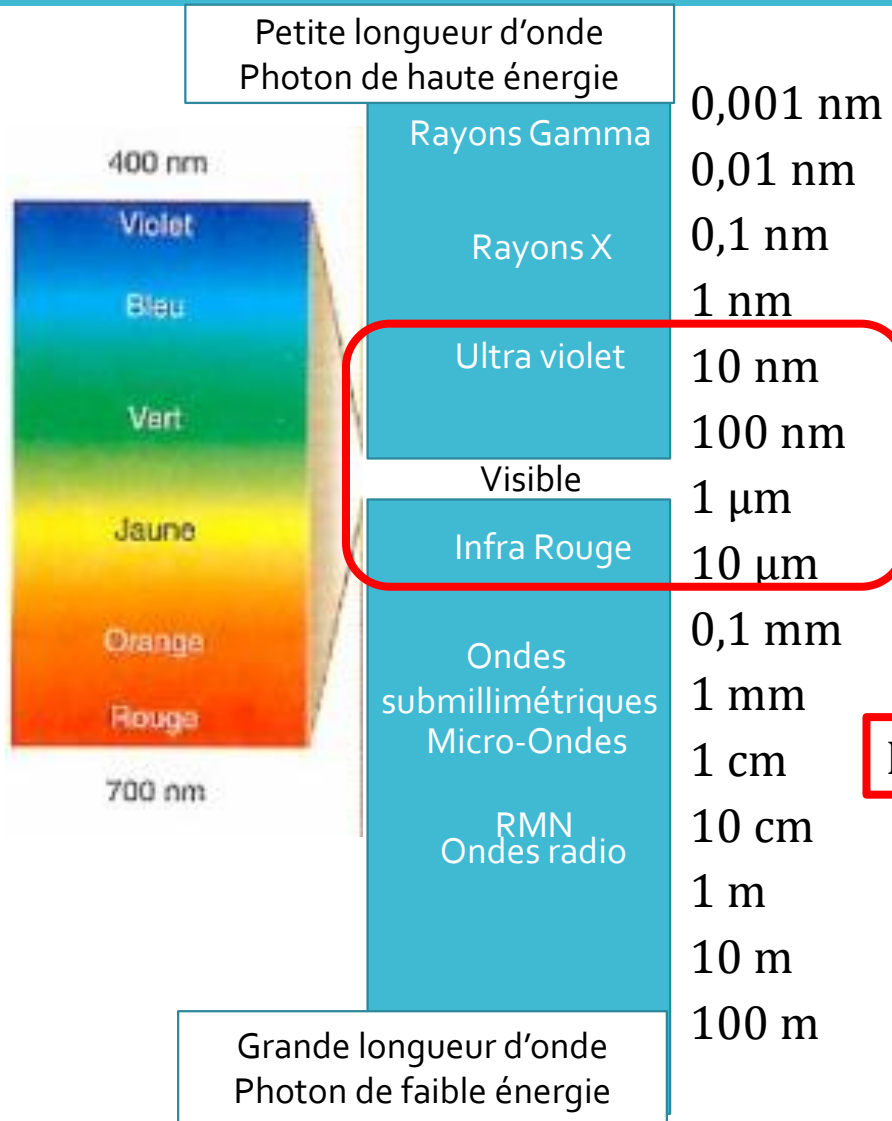 Petite longueur d'onde
Photon de haute énergie
400 nm
Violet
Bleu
Vert
Jaune
Orange
Rouge
700 nm
Rayons Gamma
Rayons X
Ultra violet
Visible
Infra Rouge
Ondes
submillimétriques
Micro-Ondes
RMN
Ondes radio
0,001 nm
0,01 nm
0,1 nm
1 nm
10 nm
100 nm
1 μm
10 μm
0,1 mm
1 mm
1 cm
10 cm
1 m
10 m
100 m
Grande longueur d'onde
Photon de faible énergie